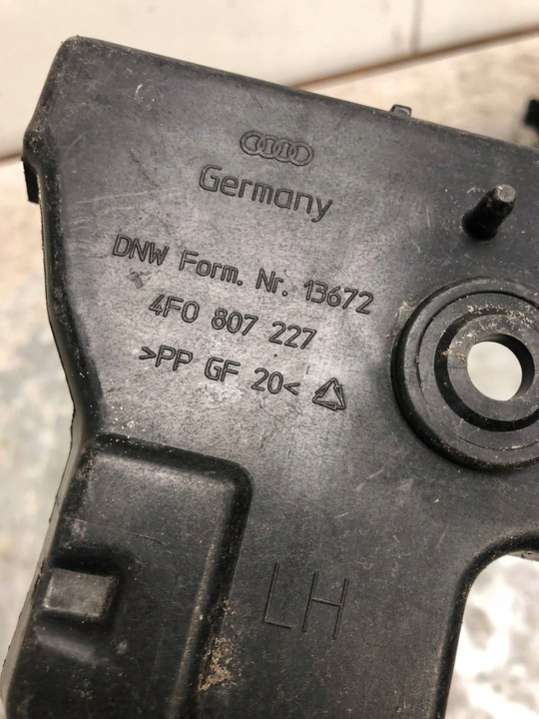 Germany
DNW Form. Nr. 13672
4F0 807 227
>PP GF 20<
LH